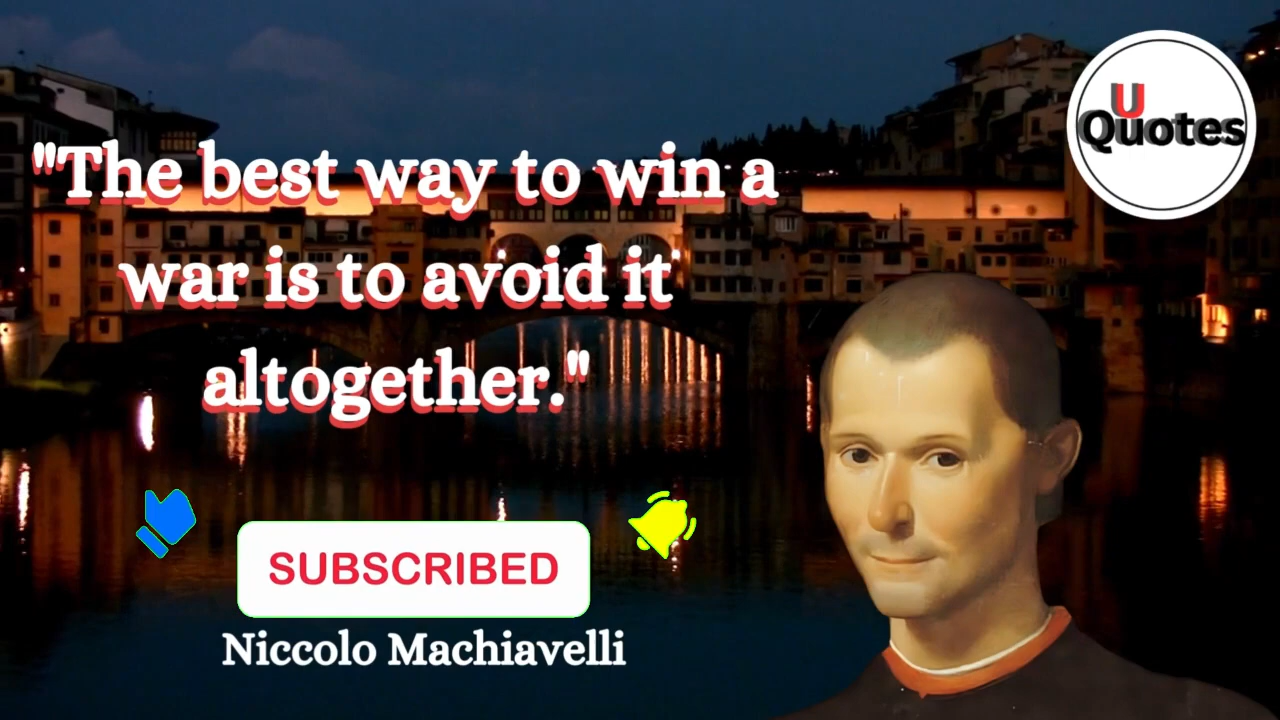 U
Quotes
"The best way to win a
war is to avoid it
altogether."
SUBSCRIBED
Niccolo Machiavelli